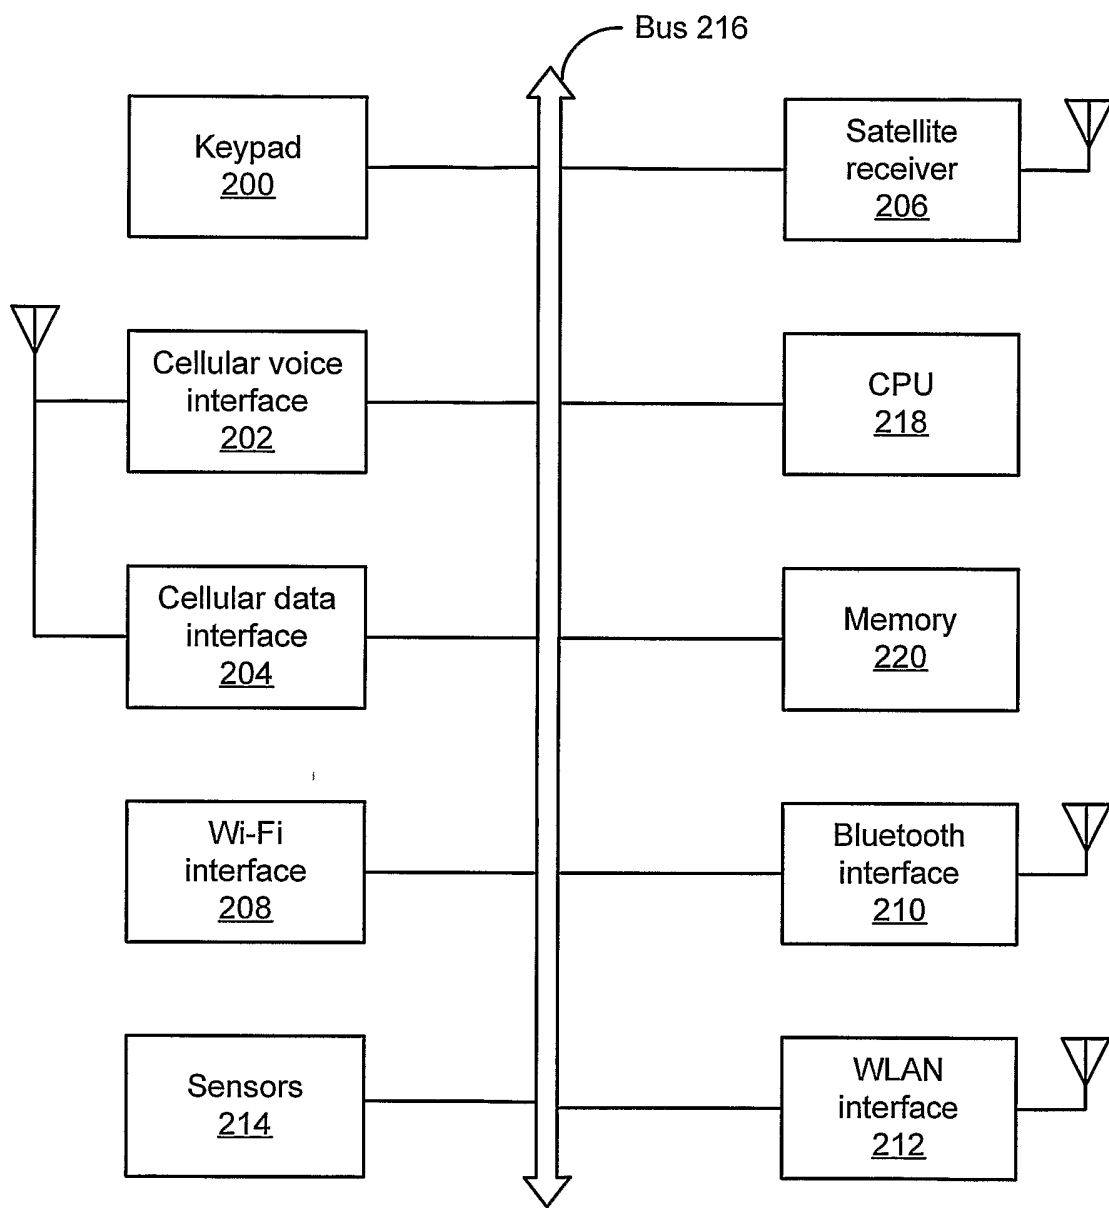 Bus 216
Keypad
200
Satellite
receiver
206
Cellular voice
interface
202
CPU
218
Cellular data
interface
204
Memory
220
Wi-Fi
interface
208
Bluetooth
interface
210
Sensors
214
WLAN
interface
212